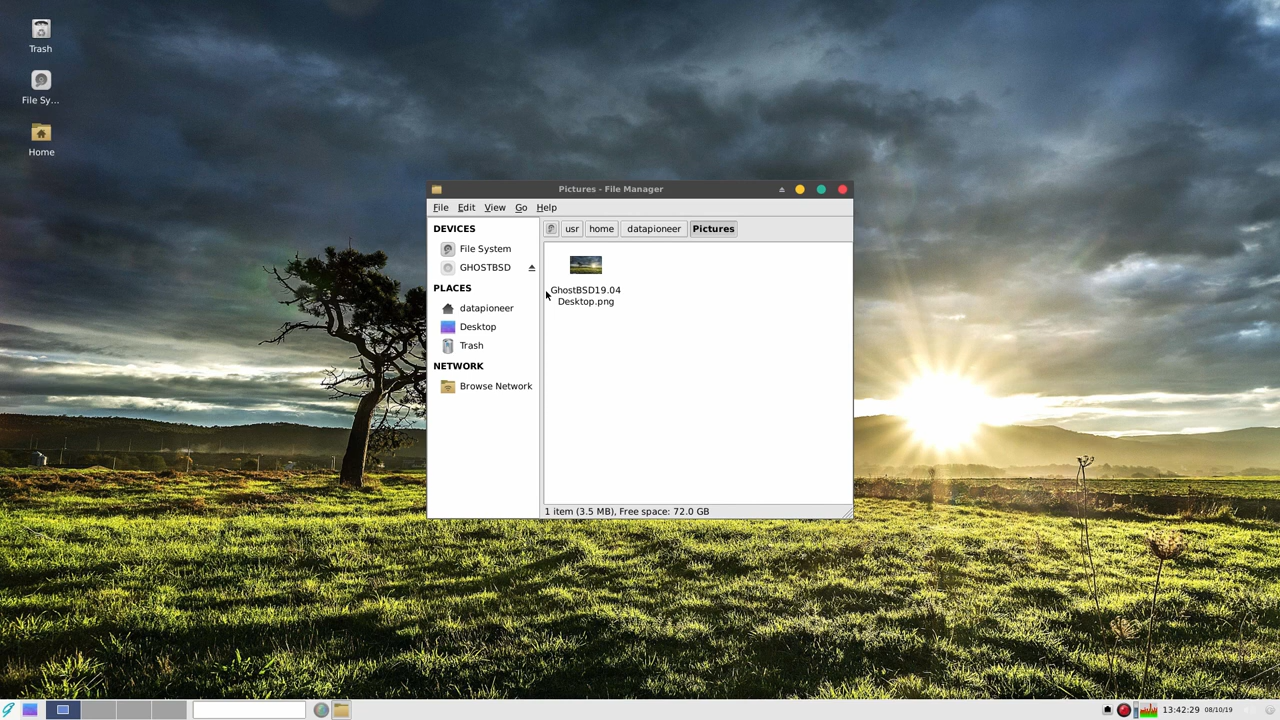 Trash
File Sy...
Home
Pictures - File Manager
File Edit View Go Help
DEVICES
File System
GHOSTBSD
PLACES
datapioneer
Desktop
Trash
NETWORK
Browse Network
usr home datapioneer Pictures
GhostBSD19.04
Desktop.png
1 item (3.5 MB), Free space: 72.0 GB
13:42:29 08/10/19